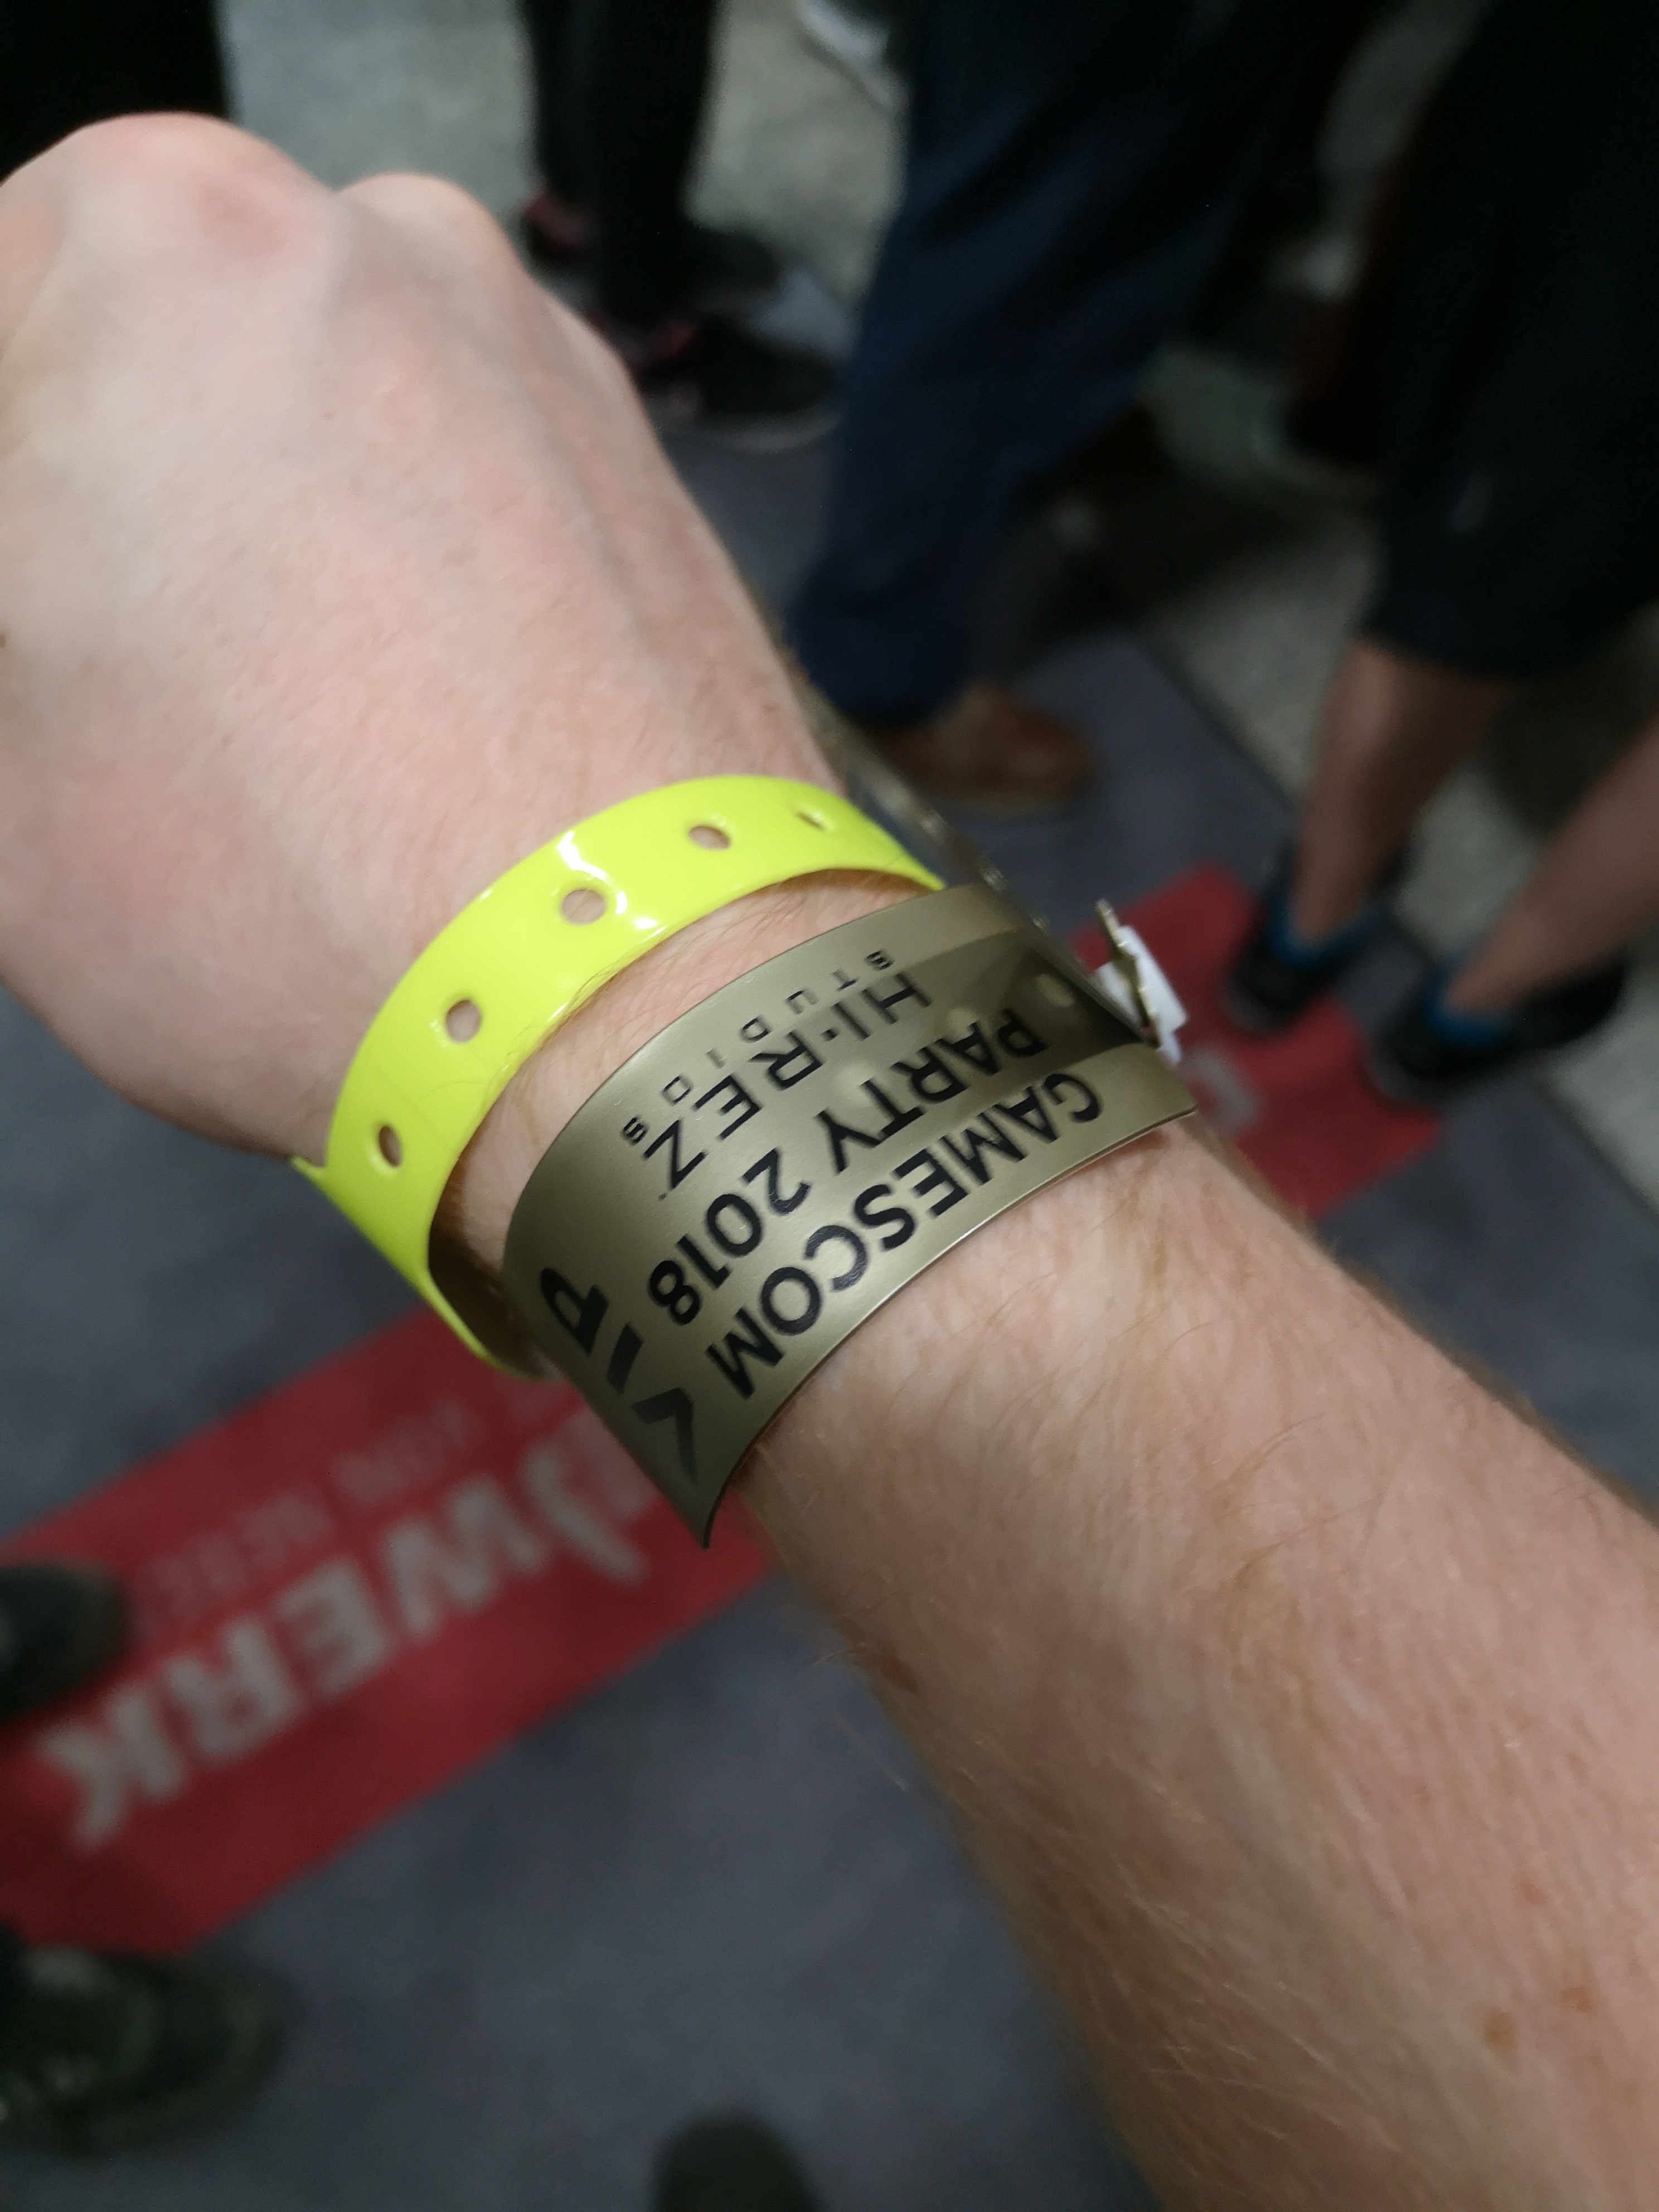 GAMESCOM
PARTY 2018
HI-REZ
STUDIOS
VIP
WERK